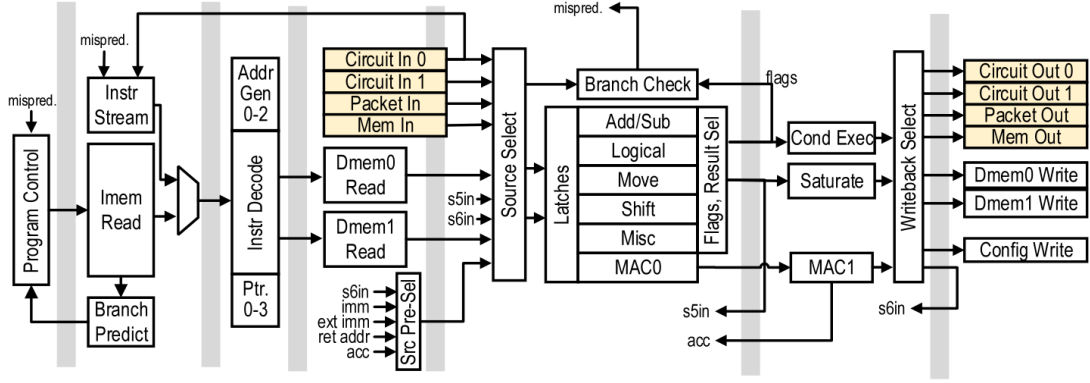 mispred.
Program Control
mispred.
Instr
Stream
Imem
Read
Branch
Predict
Addr
Gen
0-2
Instr Decode
Ptr.
0-3
Circuit In 0
Circuit In 1
Packet In
Mem In
Dmem0
Read
Dmem1
Read
s5in
s6in
s6in
imm
ext imm
ret addr
acc
Src Pre-Sel
Source Select
mispred.
Branch Check
flags
Latches
Add/Sub
Logical
Move
Shift
Misc
MAC0
Flags, Result Sel
Cond Exec
Saturate
MAC1
s5in
acc
Writeback Select
s6in
Circuit Out 0
Circuit Out 1
Packet Out
Mem Out
Dmem0 Write
Dmem1 Write
Config Write